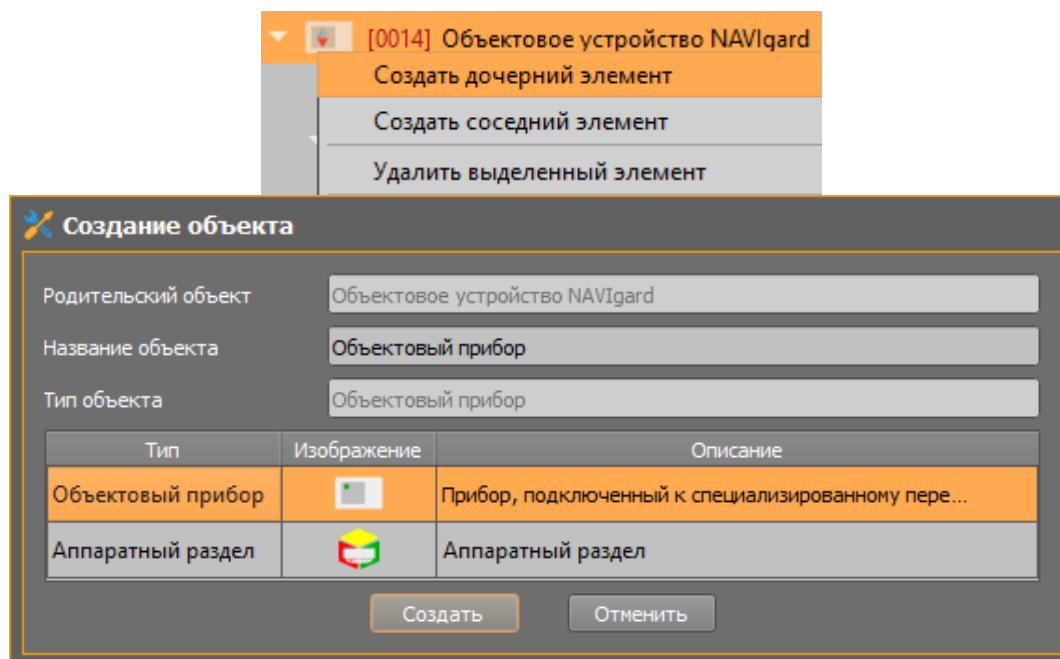 [0014] Объектовое устройство NAVIgard
Создать дочерний элемент
Создать соседний элемент
Удалить выделенный элемент
Создание объекта
Родительский объект Объектовое устройство NAVIgard
Название объекта Объектовый прибор
Тип объекта Объектовый прибор
Тип Изображение Описание
Объектовый прибор Прибор, подключенный к специализированному пере...
Аппаратный раздел Аппаратный раздел
Создать Отменить